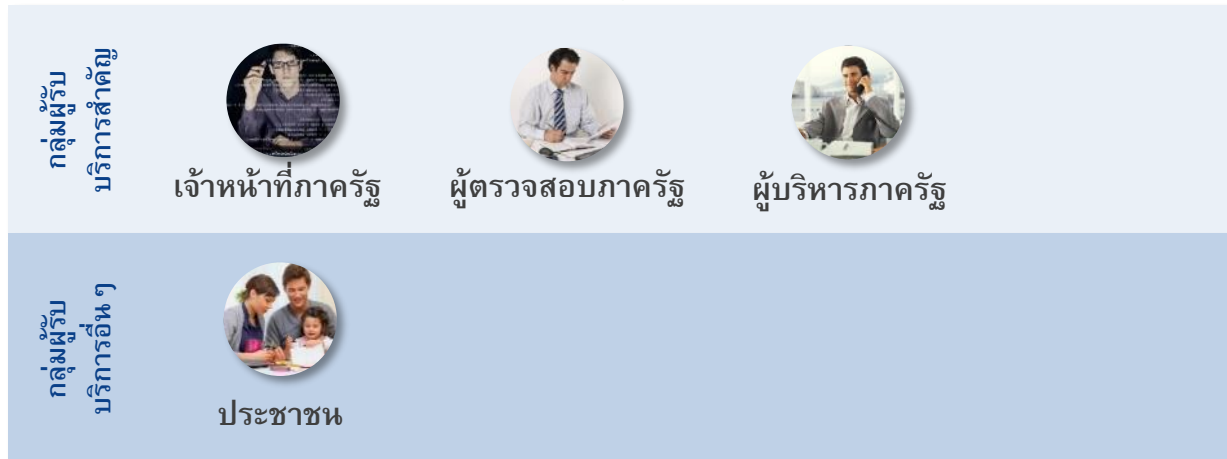 กลุ่มผู้รับ
บริการสำคัญ
เจ้าหน้าที่ภาครัฐ
ผู้ตรวจสอบภาครัฐ
ผู้บริหารภาครัฐ
กลุ่มผู้รับ
บริการอื่น ๆ
ประชาชน